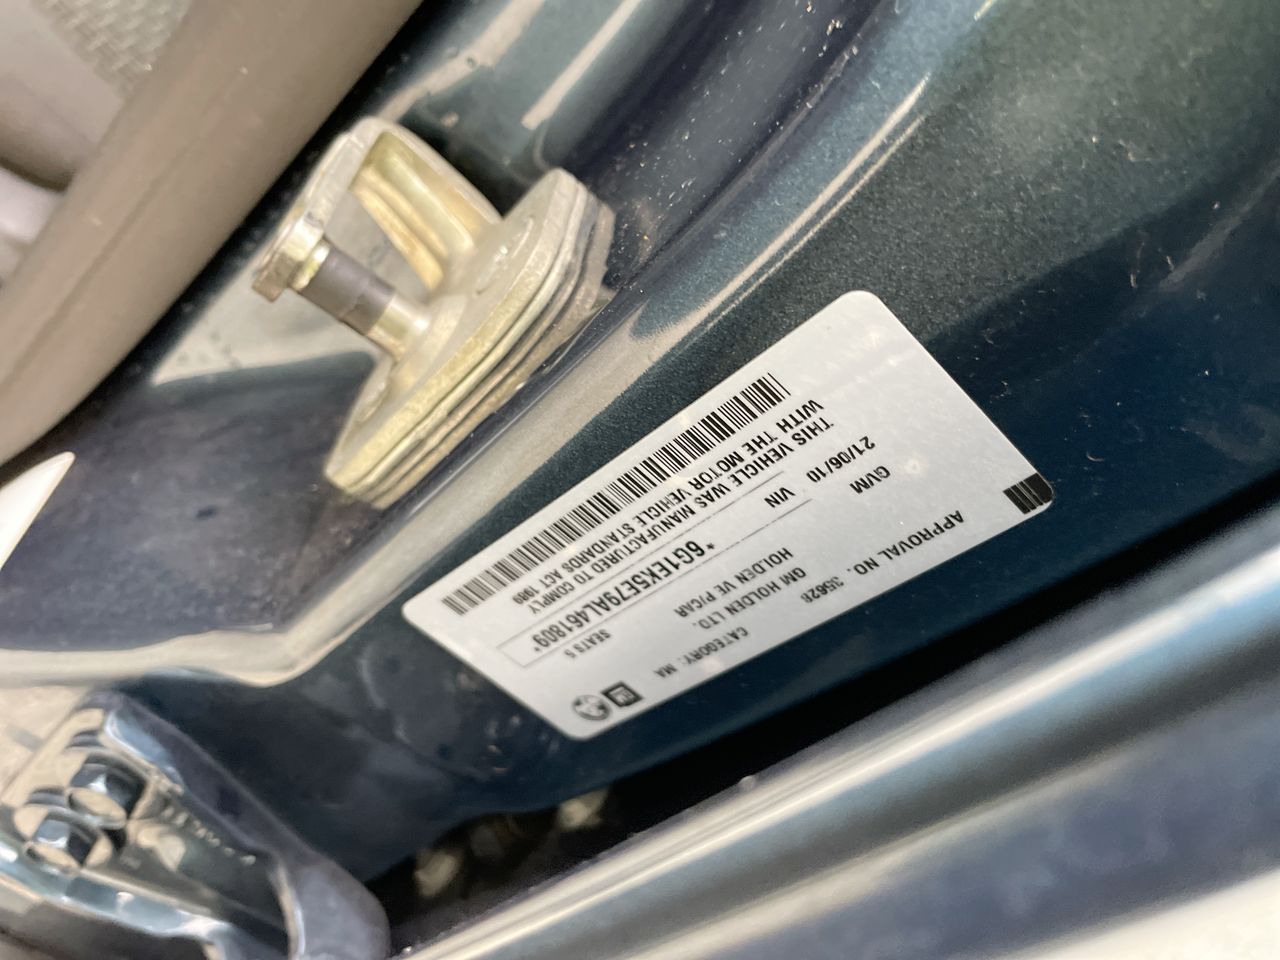 APPROVAL NO. 35628 CATEGORY: MA
GM HOLDEN LTD.
HOLDEN VE P/CAR
GVM SEATS 5
21/06/10 VIN *6G1EK5E79AL461809*
THIS VEHICLE WAS MANUFACTURED TO COMPLY
WITH THE MOTOR VEHICLE STANDARDS ACT 1989